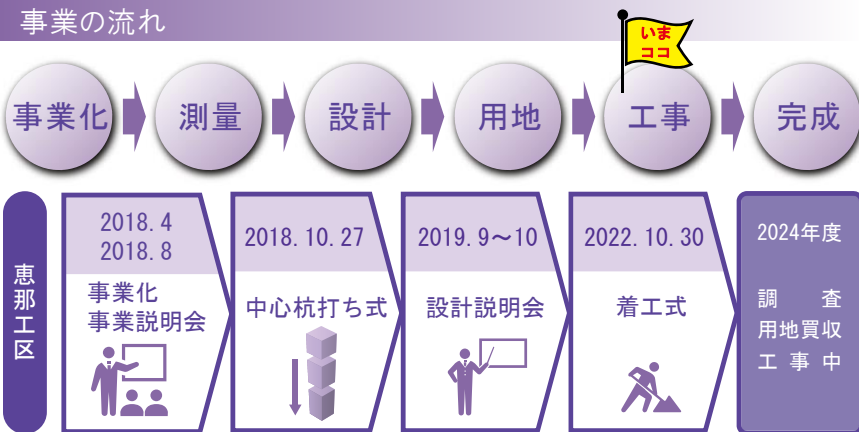 事業の流れ
いま
ココ
事業化
測量
設計
用地
工事
完成
恵那工区
2018.4
2018.8
事業化
事業説明会
2018.10.27
中心杭打ち式
2019.9～10
設計説明会
2022.10.30
着工式
2024年度
調 査
用地買収
工 事 中